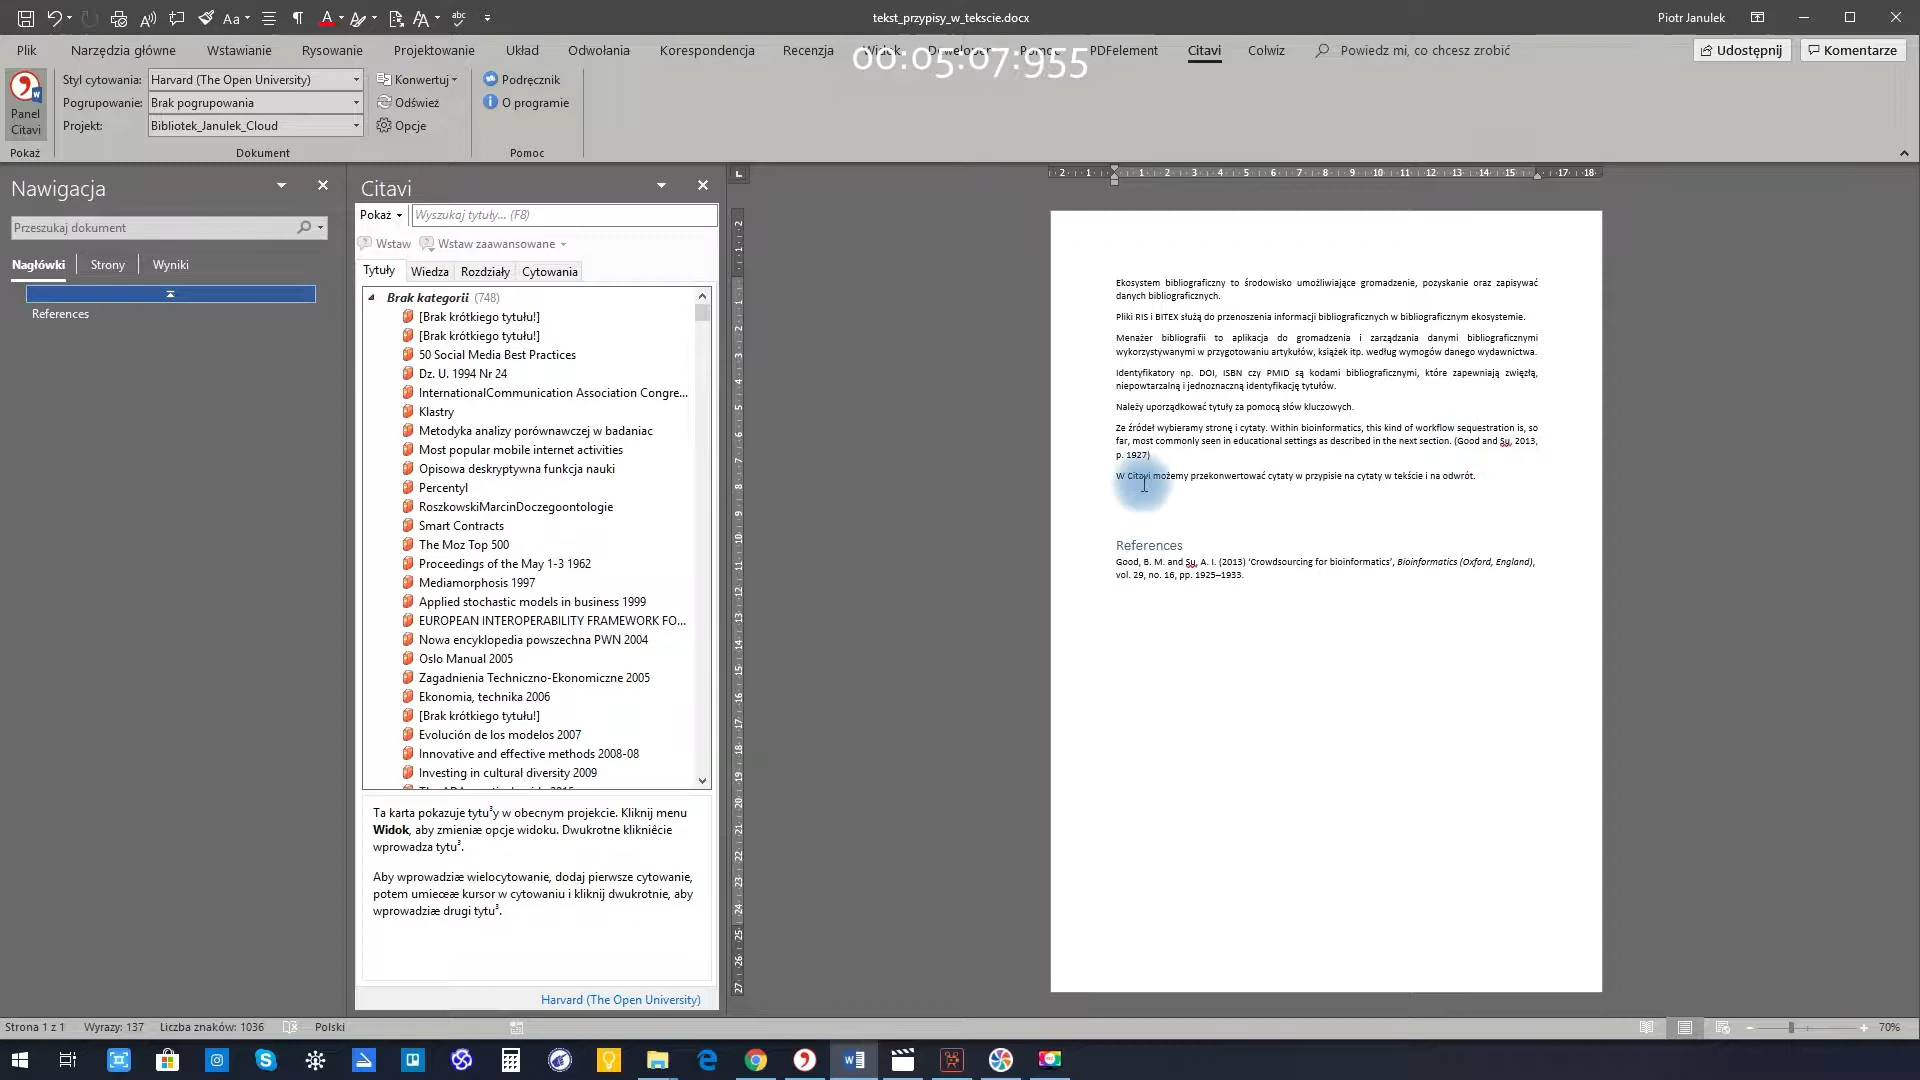 Aa
abc
tekst_przypisy_w_tekscie.docx
Piotr Janulek
Plik
Narzędzia główne
Wstawianie
Rysowanie
Projektowanie
Układ
Odwołania
Korespondencja
Recenzja
Widok
Deweloper
Pomoc
PDFelement
Citavi
Colwiz
Powiedz mi, co chcesz zrobić
Udostępnij
Komentarze
00:05:07:955
Panel
Citavi
Styl cytowania:
Harvard (The Open University)
Pogrupowanie:
Brak pogrupowania
Projekt:
Bibliotek_Janulek_Cloud
Konwertuj
Odśwież
Opcje
Podręcznik
O programie
Pokaż
Dokument
Pomoc
Nawigacja
Przeszukaj dokument
Nagłówki
Strony
Wyniki
References
Citavi
Pokaż
Wyszukaj tytuły... (F8)
Wstaw
Wstaw zaawansowane
Tytuły
Wiedza
Rozdziały
Cytowania
Brak kategorii (748)
[Brak krótkiego tytułu!]
[Brak krótkiego tytułu!]
50 Social Media Best Practices
Dz. U. 1994 Nr 24
InternationalCommunication Association Congre...
Klastry
Metodyka analizy porównawczej w badaniac
Most popular mobile internet activities
Opisowa deskryptywna funkcja nauki
Percentyl
RoszkowskiMarcinDoczegoontologie
Smart Contracts
The Moz Top 500
Proceedings of the May 1-3 1962
Mediamorphosis 1997
Applied stochastic models in business 1999
EUROPEAN INTEROPERABILITY FRAMEWORK FO...
Nowa encyklopedia powszechna PWN 2004
Oslo Manual 2005
Zagadnienia Techniczno-Ekonomiczne 2005
Ekonomia, technika 2006
[Brak krótkiego tytułu!]
Evolución de los modelos 2007
Innovative and effective methods 2008-08
Investing in cultural diversity 2009
Ta karta pokazuje tytu³y w obecnym projekcie. Kliknij menu
Widok, aby zmieniæ opcje widoku. Dwukrotne klikniêcie
wprowadza tytu³.
Aby wprowadziæ wielocytowanie, dodaj pierwsze cytowanie,
potem umieœæ kursor w cytowaniu i kliknij dwukrotnie, aby
wprowadziæ drugi tytu³.
Harvard (The Open University)
Ekosystem bibliograficzny to środowisko umożliwiające gromadzenie, pozyskanie oraz zapisywać
danych bibliograficznych.
Pliki RIS i BITEX służą do przenoszenia informacji bibliograficznych w bibliograficznym ekosystemie.
Menażer bibliografii to aplikacja do gromadzenia i zarządzania danymi bibliograficznymi
wykorzystywanymi w przygotowaniu artykułów, książek itp. według wymogów danego wydawnictwa.
Identyfikatory np. DOI, ISBN czy PMID są kodami bibliograficznymi, które zapewniają zwięzłą,
niepowtarzalną i jednoznaczną identyfikację tytułów.
Należy uporządkować tytuły za pomocą słów kluczowych.
Ze źródeł wybieramy stronę i cytaty. Within bioinformatics, this kind of workflow sequestration is, so
far, most commonly seen in educational settings as described in the next section. (Good and Su, 2013,
p. 1927)
W Citavi możemy przekonwertować cytaty w przypisie na cytaty w tekście i na odwrót.
References
Good, B. M. and Su, A. I. (2013) ‘Crowdsourcing for bioinformatics’, Bioinformatics (Oxford, England),
vol. 29, no. 16, pp. 1925–1933.
Strona 1 z 1
Wyrazy: 137
Liczba znaków: 1036
Polski
70%